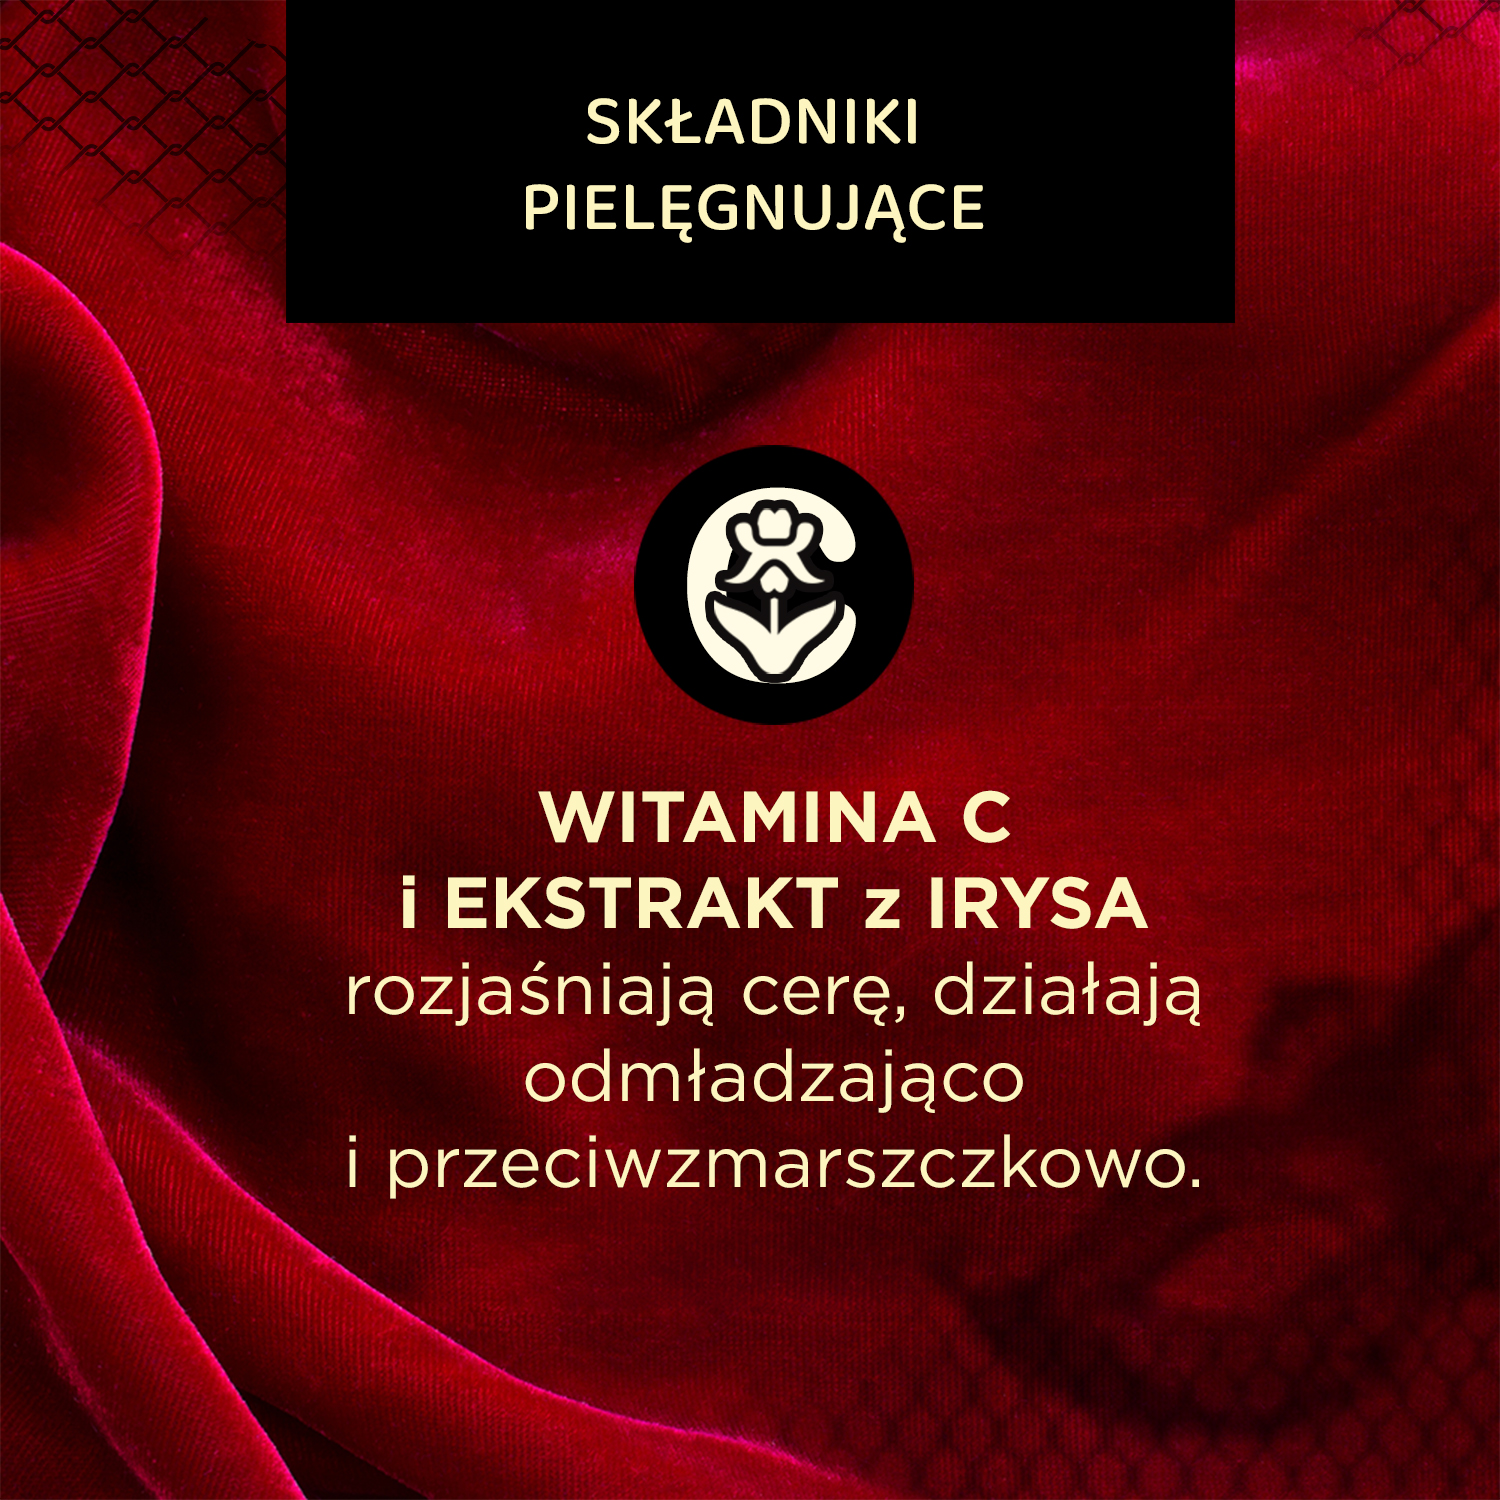 SKŁADNIKI
PIELĘGNUJĄCE
WITAMINA C
i EKSTRAKT z IRYSA
rozjaśniają cerę, działają
odmładzająco
i przeciwzmarszczkowo.